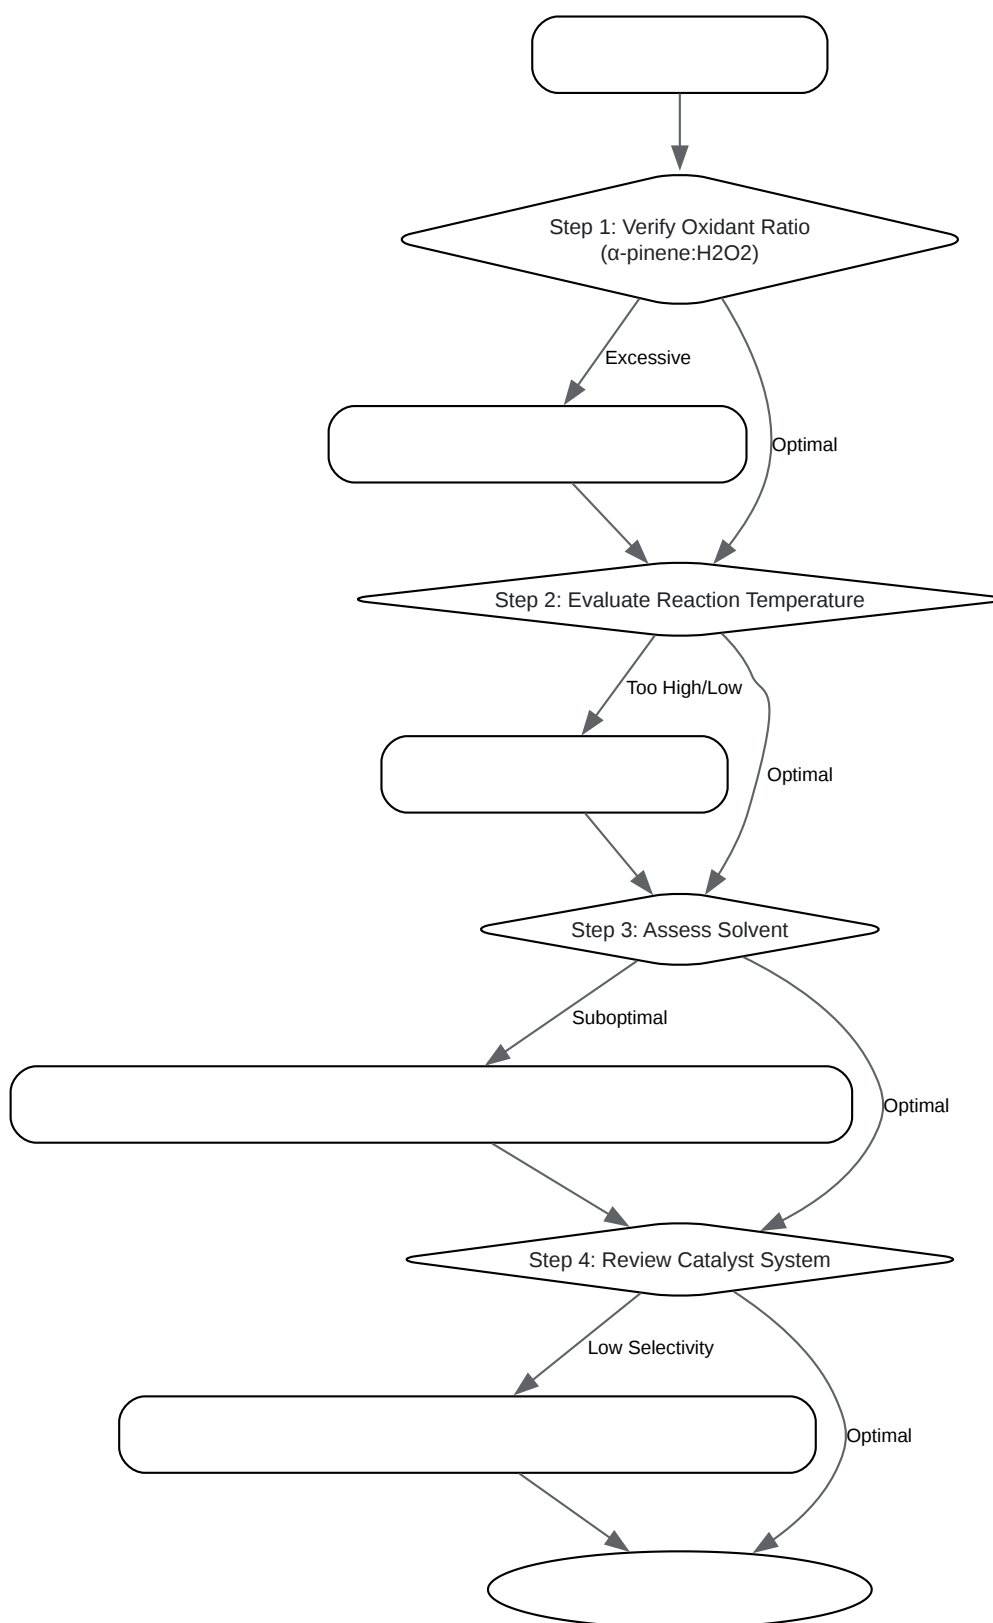 Step 1: Verify Oxidant Ratio
(α-pinene:H2O2)
Excessive
Optimal
Step 2: Evaluate Reaction Temperature
Too High/Low
Optimal
Step 3: Assess Solvent
Suboptimal
Optimal
Step 4: Review Catalyst System
Low Selectivity
Optimal